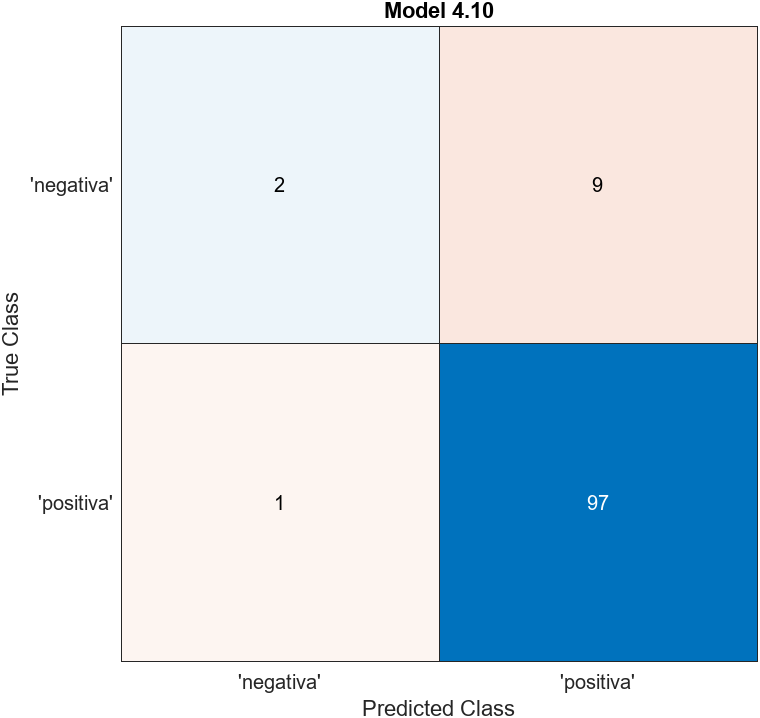 Model 4.10
True Class
'negativa'
2
9
'positiva'
1
97
'negativa'
'positiva'
Predicted Class